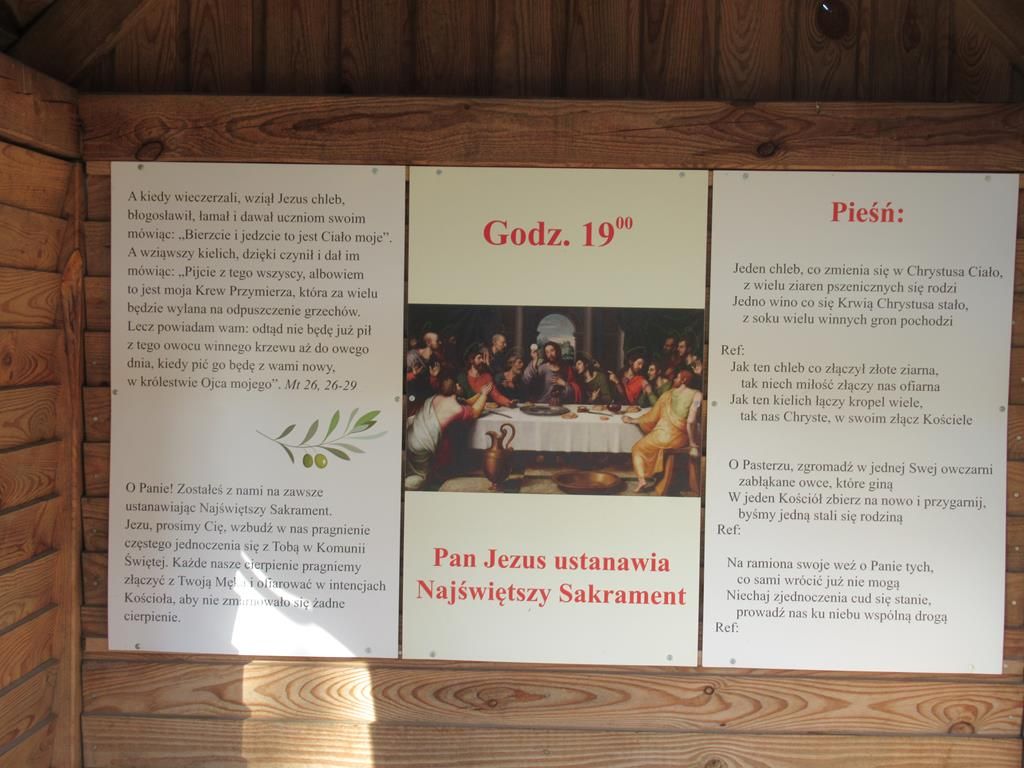 A kiedy wieczerzali, wziął Jezus chleb,
błogosławił, łamał i dawał uczniom swoim
mówiąc: „Bierzcie i jedzcie to jest Ciało moje”.
A wziąwszy kielich, dzięki czynił i dał im
mówiąc: „Pijcie z tego wszyscy, albowiem
to jest moja Krew Przymierza, która za wielu
będzie wylana na odpuszczenie grzechów.
Lecz powiadam wam: odtąd nie będę już pił
z tego owocu winnego krzewu aż do owego
dnia, kiedy pić go będę z wami nowy,
w królestwie Ojca mojego”. Mt 26, 26-29
O Panie! Zostałeś z nami na zawsze
ustanawiając Najświętszy Sakrament.
Jezu, prosimy Cię, wzbudź w nas pragnienie
częstego jednoczenia się z Tobą w Komunii
Świętej. Każde nasze cierpienie pragniemy
złączyć z Twoją Męką i ofiarować w intencjach
Kościoła, aby nie zmarnowało się żadne
cierpienie.
Godz. 19⁰⁰
Pan Jezus ustanawia
Najświętszy Sakrament
Pieśń:
Jeden chleb, co zmienia się w Chrystusa Ciało,
z wielu ziaren pszenicznych się rodzi
Jedno wino co się Krwią Chrystusa stało,
z soku wielu winnych gron pochodzi
Ref:
Jak ten chleb co złączył złote ziarna,
tak niech miłość złączy nas ofiarna
Jak ten kielich łączy kropel wiele,
tak nas Chryste, w swoim złącz Kościele
O Pasterzu, zgromadź w jednej Swej owczarni
zabłąkane owce, które giną
W jeden Kościół zbierz na nowo i przygarnij,
byśmy jedną stali się rodziną
Ref:
Na ramiona swoje weź o Panie tych,
co sami wrócić już nie mogą
Niechaj zjednoczenia cud się stanie,
prowadź nas ku niebu wspólną drogą
Ref: